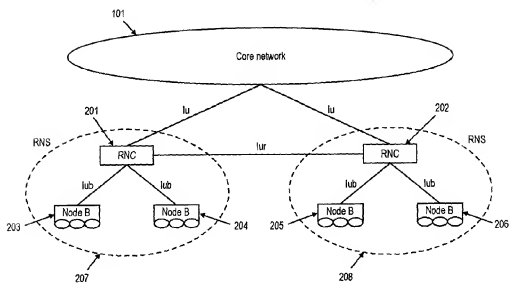 101
Core network
Iu
Iu
201
202
RNS
RNS
RNC
Iur
RNC
Iub
Iub
Iub
Iub
Node B
Node B
Node B
Node B
203
204
205
206
207
208